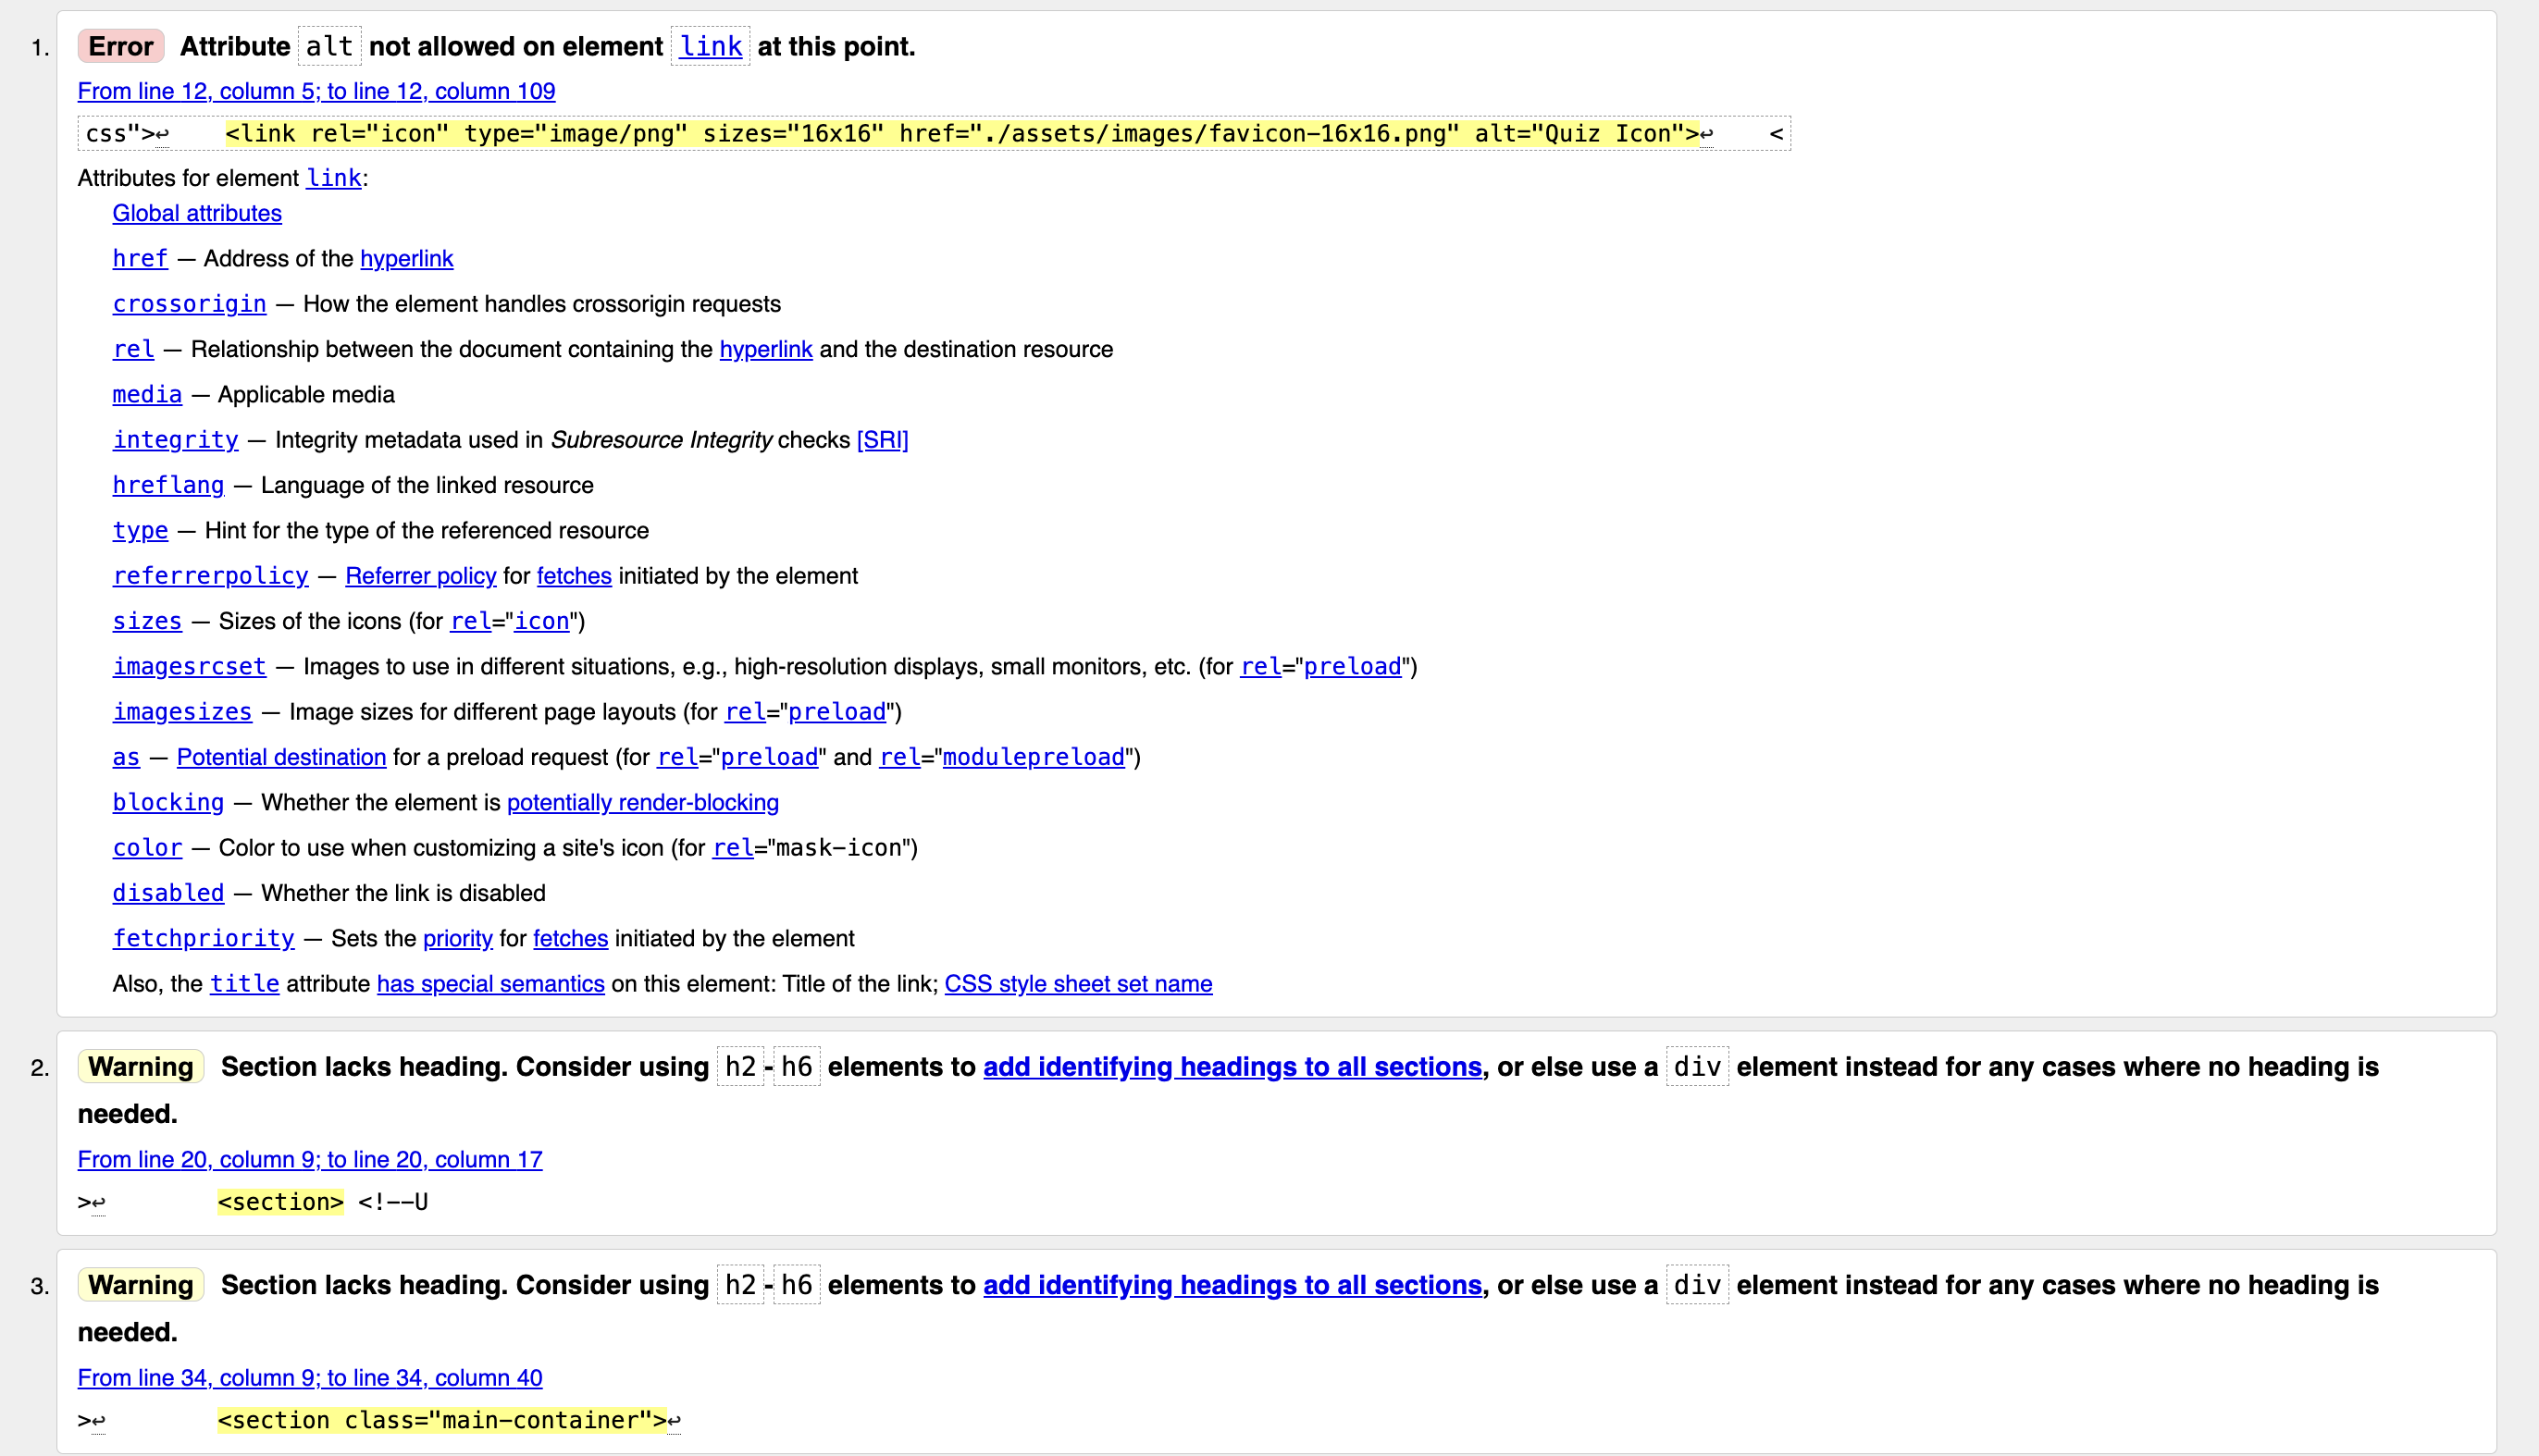 1. Error Attribute alt not allowed on element link at this point.
From line 12, column 5; to line 12, column 109
css">↩    <link rel="icon" type="image/png" sizes="16x16" href="./assets/images/favicon-16x16.png" alt="Quiz Icon">↩    <
Attributes for element link:
Global attributes
href — Address of the hyperlink
crossorigin — How the element handles crossorigin requests
rel — Relationship between the document containing the hyperlink and the destination resource
media — Applicable media
integrity — Integrity metadata used in Subresource Integrity checks [SRI]
hreflang — Language of the linked resource
type — Hint for the type of the referenced resource
referrerpolicy — Referrer policy for fetches initiated by the element
sizes — Sizes of the icons (for rel="icon")
imagesrcset — Images to use in different situations, e.g., high-resolution displays, small monitors, etc. (for rel="preload")
imagesizes — Image sizes for different page layouts (for rel="preload")
as — Potential destination for a preload request (for rel="preload" and rel="modulepreload")
blocking — Whether the element is potentially render-blocking
color — Color to use when customizing a site's icon (for rel="mask-icon")
disabled — Whether the link is disabled
fetchpriority — Sets the priority for fetches initiated by the element
Also, the title attribute has special semantics on this element: Title of the link; CSS style sheet set name
2. Warning Section lacks heading. Consider using h2-h6 elements to add identifying headings to all sections, or else use a div element instead for any cases where no heading is
needed.
From line 20, column 9; to line 20, column 17
>↩        <section> <!--U
3. Warning Section lacks heading. Consider using h2-h6 elements to add identifying headings to all sections, or else use a div element instead for any cases where no heading is
needed.
From line 34, column 9; to line 34, column 40
>↩        <section class="main-container">↩